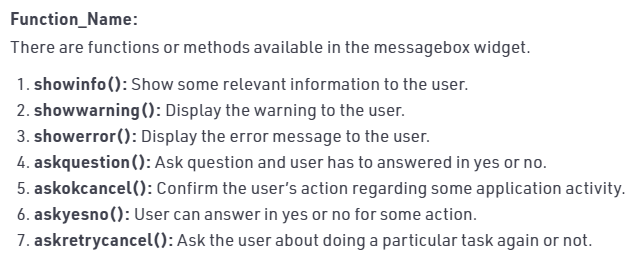 Function_Name:
There are functions or methods available in the messagebox widget.
1. showinfo(): Show some relevant information to the user.
2. showwarning(): Display the warning to the user.
3. showerror(): Display the error message to the user.
4. askquestion(): Ask question and user has to answered in yes or no.
5. askokcancel(): Confirm the user's action regarding some application activity.
6. askyesno(): User can answer in yes or no for some action.
7. askretrycancel(): Ask the user about doing a particular task again or not.